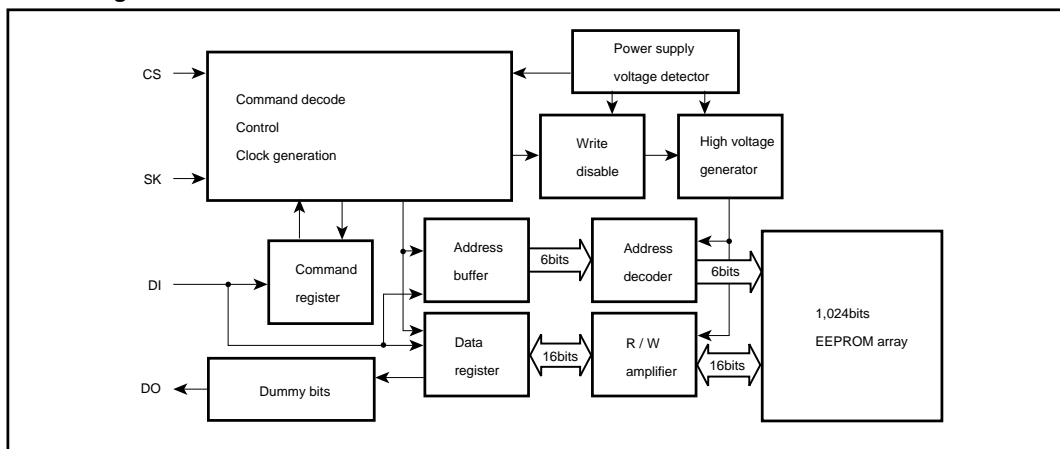 CS
SK
DI
DO
Command decode
Control
Clock generation
Power supply
voltage detector
Write
disable
High voltage
generator
Command
register
Address
buffer
6bits
Address
decoder
6bits
1,024bits
EEPROM array
Data
register
16bits
R / W
amplifier
16bits
Dummy bits